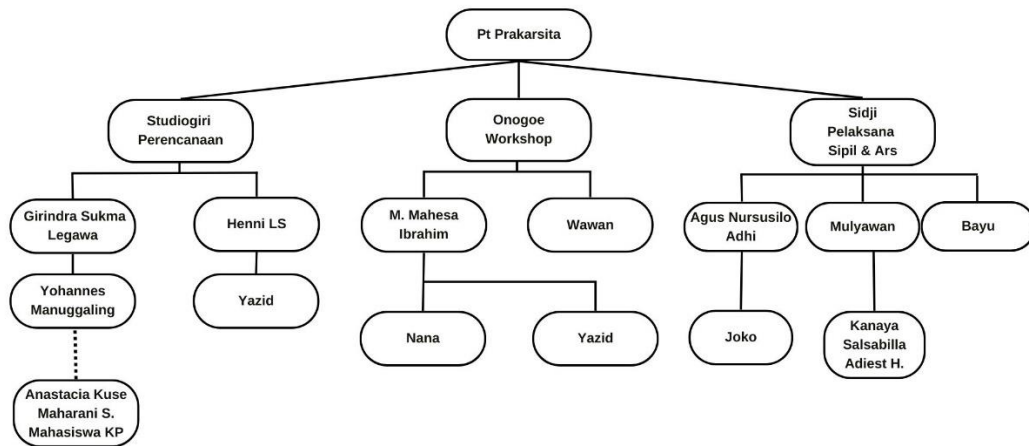 Pt Prakarsita
Studiogiri
Perencanaan
Onogoe
Workshop
Sidji
Pelaksana
Sipil & Ars
Girindra Sukma
Legawa
Henni LS
M. Mahesa
Ibrahim
Wawan
Agus Nursusilo
Adhi
Mulyawan
Bayu
Yohannes
Manuggaling
Yazid
Nana
Yazid
Joko
Kanaya
Salsabilla
Adiest H.
Anastacia Kuse
Maharani S.
Mahasiswa KP